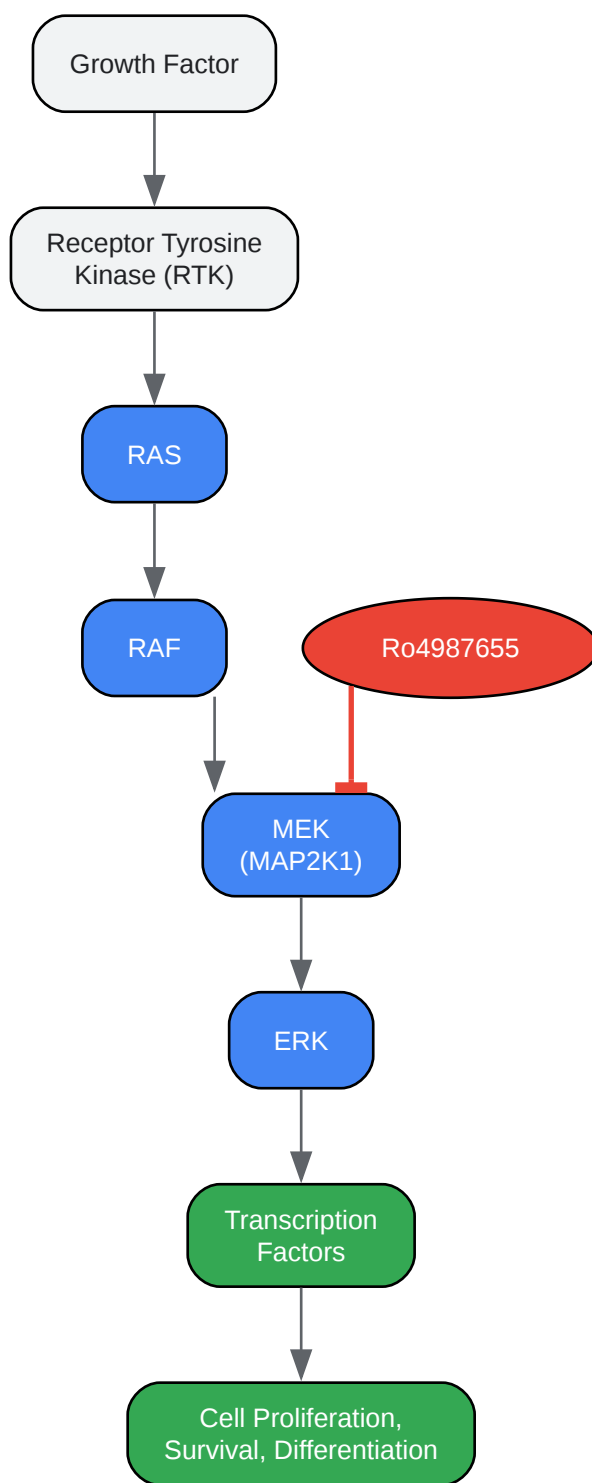 Growth Factor
Receptor Tyrosine
Kinase (RTK)
RAS
RAF
Ro4987655
MEK
(MAP2K1)
ERK
Transcription
Factors
Cell Proliferation,
Survival, Differentiation